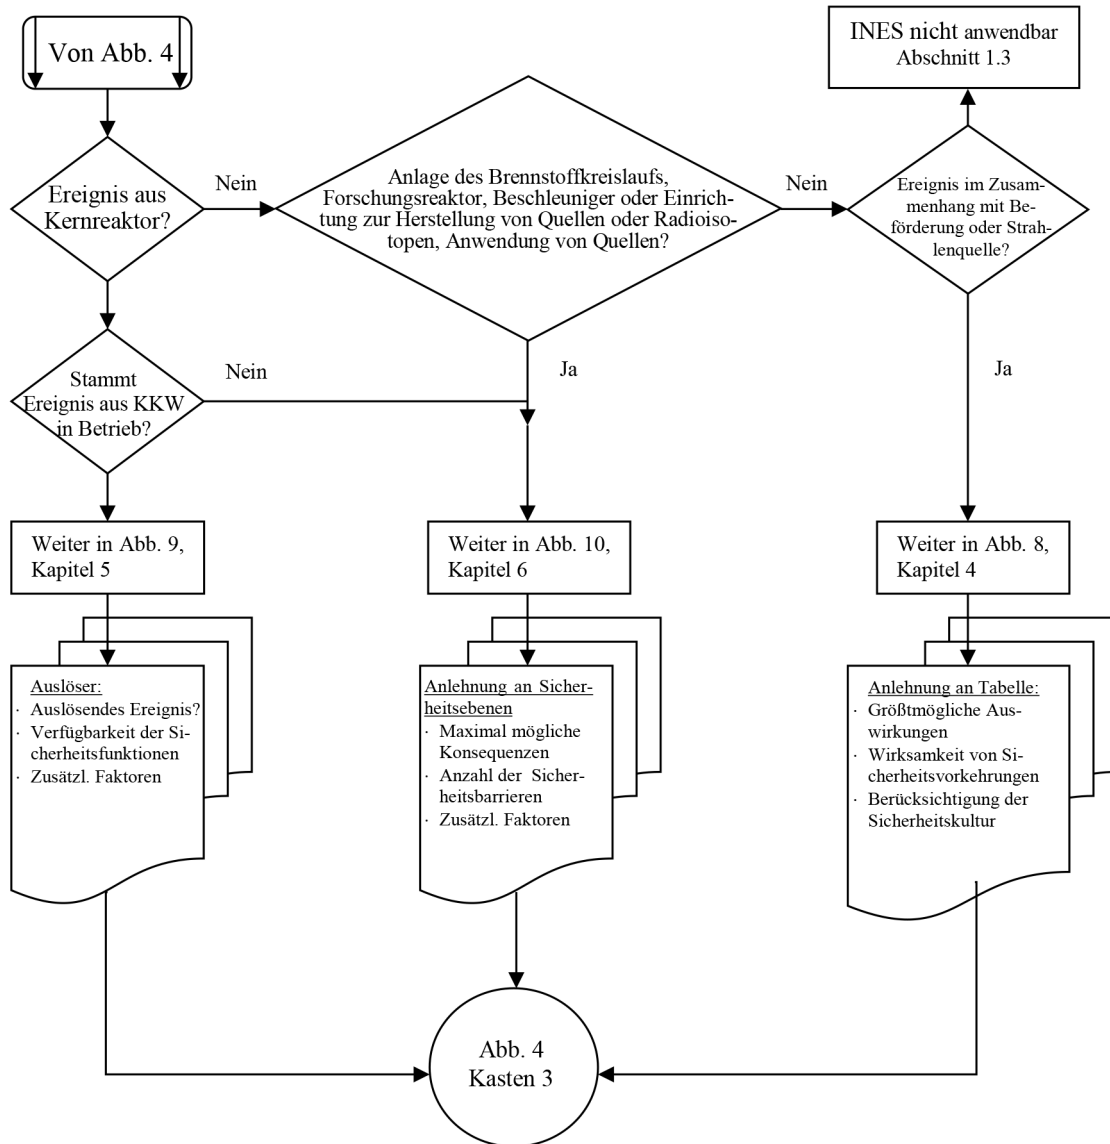 Von Abb. 4
INES nicht anwendbar
Abschnitt 1.3
Ereignis aus
Kernreaktor?
Nein
Anlage des Brennstoffkreislaufs,
Forschungsreaktor, Beschleuniger oder Einrich-
tung zur Herstellung von Quellen oder Radioiso-
topen, Anwendung von Quellen?
Nein
Ereignis im Zusam-
menhang mit Be-
förderung oder Strah-
lenquelle?
Stammt
Ereignis aus KKW
in Betrieb?
Nein
Ja
Ja
Weiter in Abb. 9,
Kapitel 5
Weiter in Abb. 10,
Kapitel 6
Weiter in Abb. 8,
Kapitel 4
Auslöser:
· Auslösendes Ereignis?
· Verfügbarkeit der Si-
cherheitsfunktionen
· Zusätzl. Faktoren
Anlehnung an Sicher-
heitsebenen
· Maximal mögliche
Konsequenzen
· Anzahl der Sicher-
heitsbarrieren
· Zusätzl. Faktoren
Anlehnung an Tabelle:
· Größtmögliche Aus-
wirkungen
· Wirksamkeit von Si-
cherheitsvorkehrungen
· Berücksichtigung der
Sicherheitskultur
Abb. 4
Kasten 3